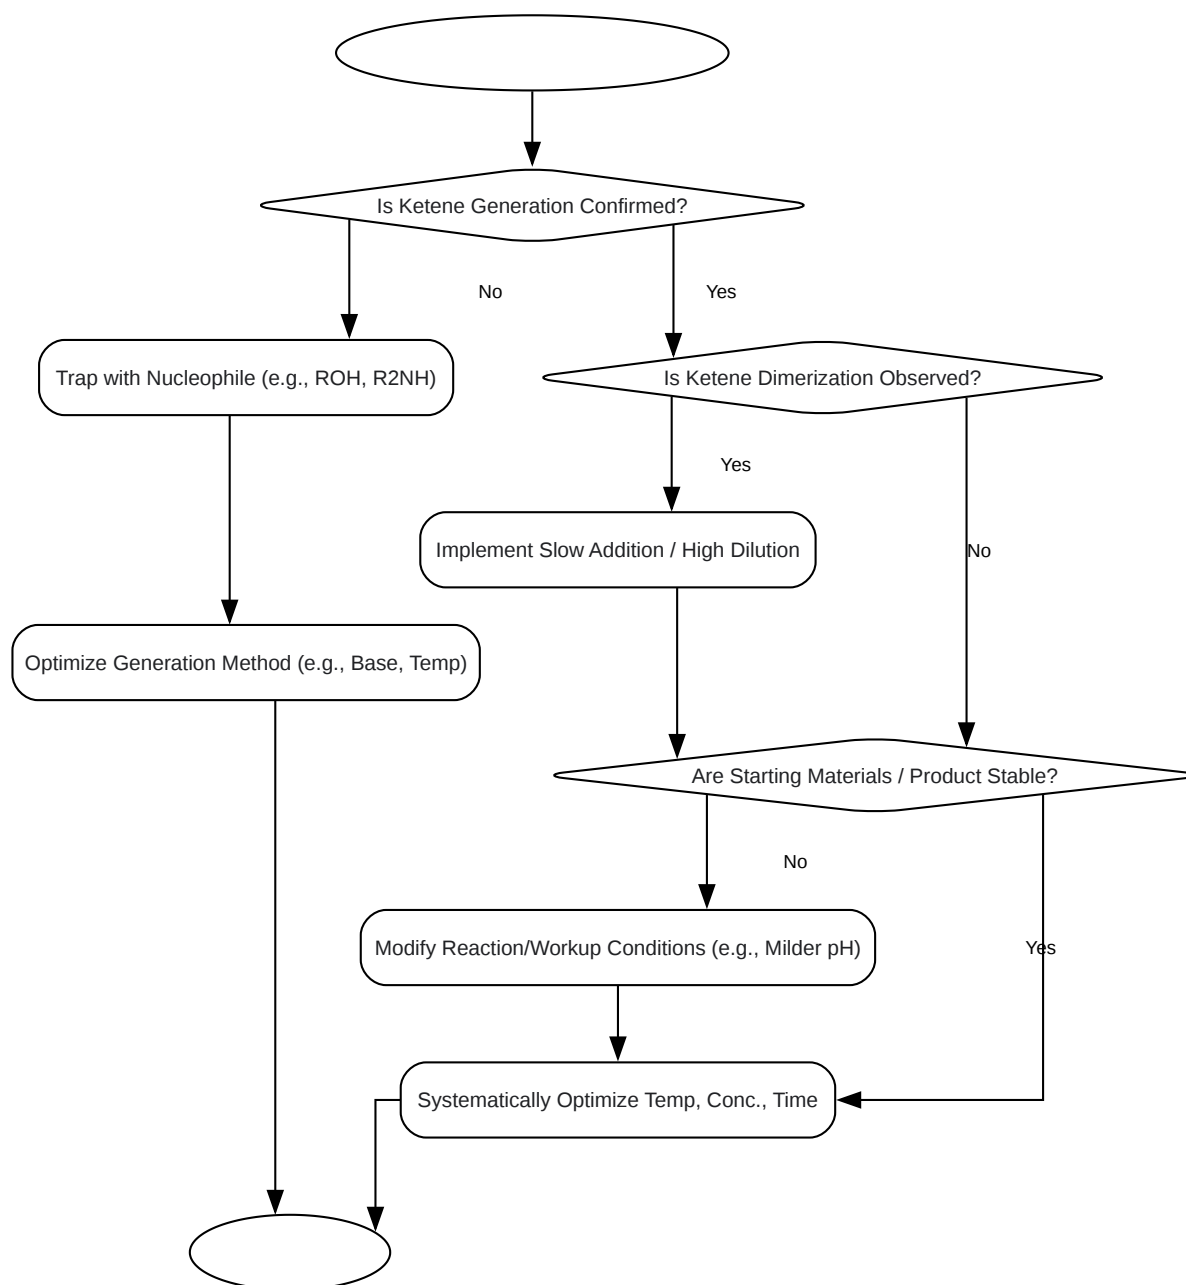 Is Ketene Generation Confirmed?
No
Yes
Trap with Nucleophile (e.g., ROH, R2NH)
Is Ketene Dimerization Observed?
Yes
Implement Slow Addition / High Dilution
No
Optimize Generation Method (e.g., Base, Temp)
Are Starting Materials / Product Stable?
No
Modify Reaction/Workup Conditions (e.g., Milder pH)
Yes
Systematically Optimize Temp, Conc., Time